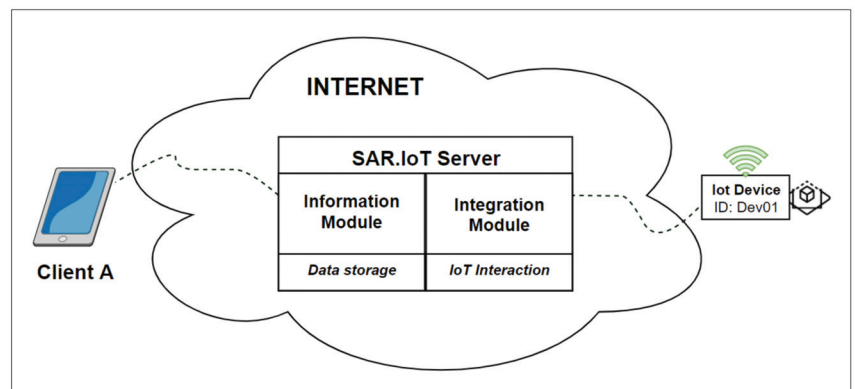 INTERNET
SAR.IoT Server
Information
Module
Integration
Module
Data storage
IoT Interaction
Client A
Iot Device
ID: Dev01